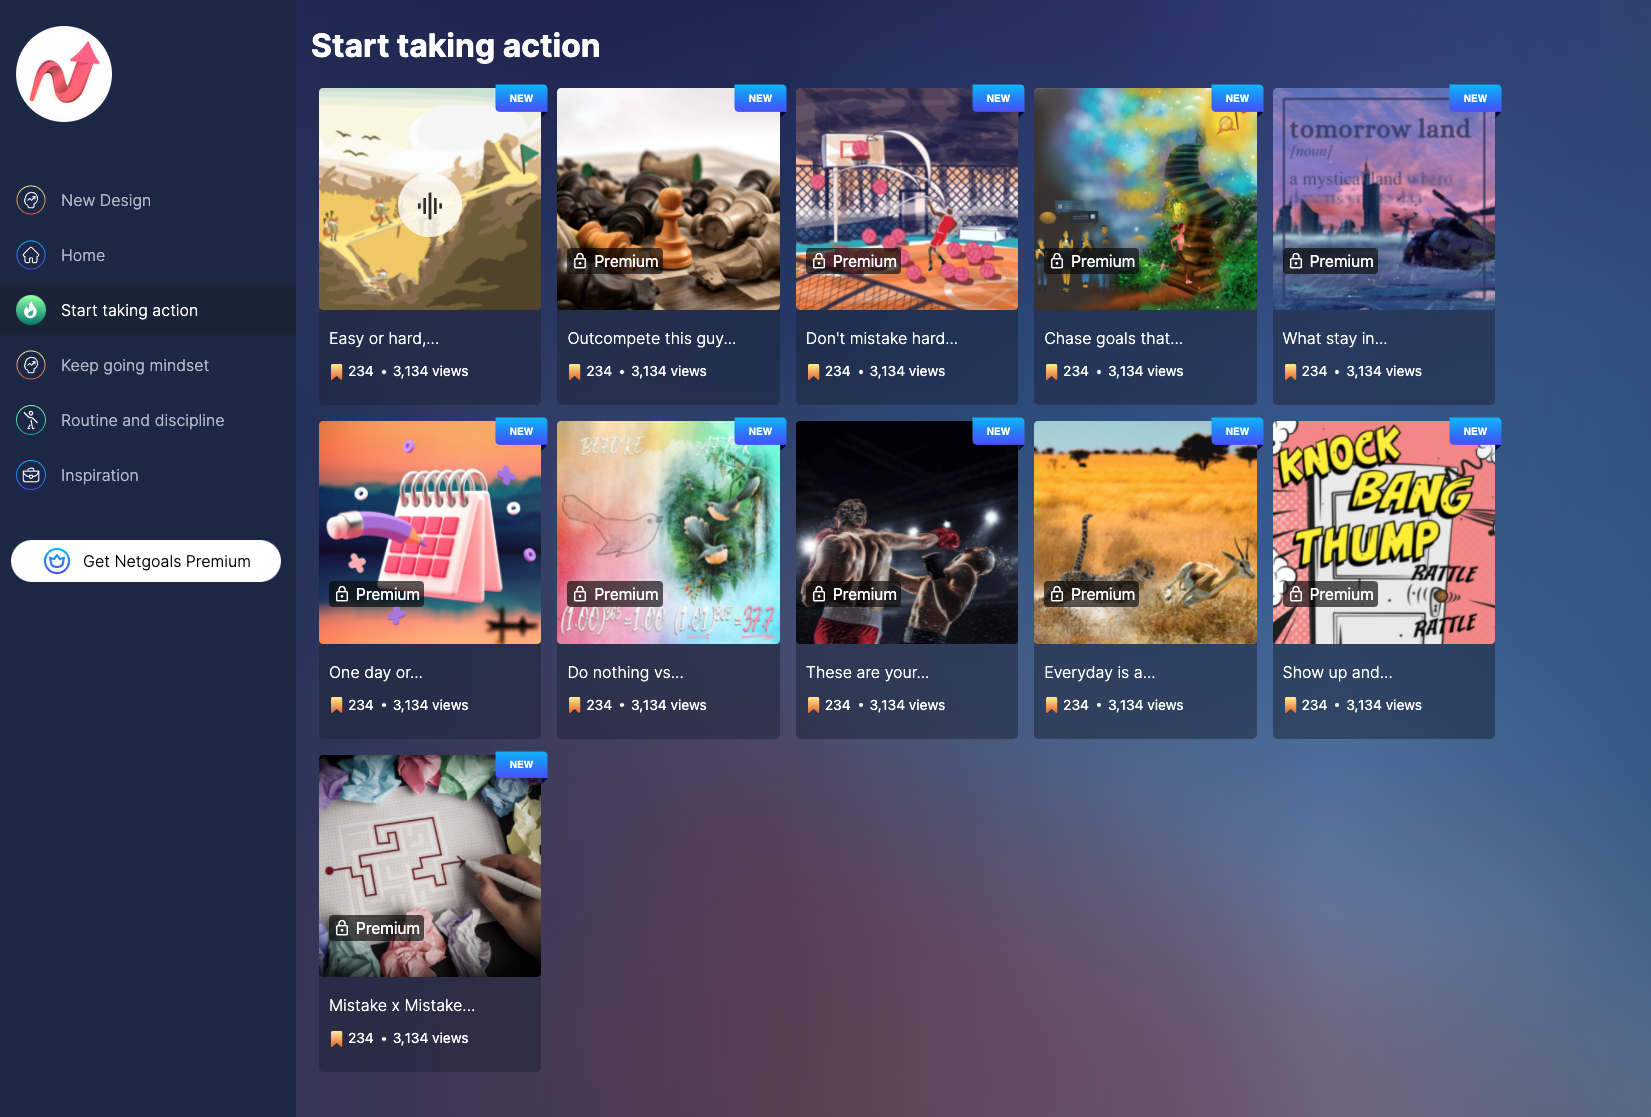 Start taking action
New Design
Home
Start taking action
Keep going mindset
Routine and discipline
Inspiration
Get Netgoals Premium
NEW
Easy or hard,...
234 • 3,134 views
NEW
Premium
Outcompete this guy...
234 • 3,134 views
NEW
Premium
Don't mistake hard...
234 • 3,134 views
NEW
Premium
Chase goals that...
234 • 3,134 views
NEW
tomorrow land
[noun]
a mystical land where
Premium
What stay in...
234 • 3,134 views
NEW
Premium
One day or...
234 • 3,134 views
NEW
BEFORE AFTER
Premium
(1.00)365=1.00 (1.01)365=37.7
Do nothing vs...
234 • 3,134 views
NEW
Premium
These are your...
234 • 3,134 views
NEW
Premium
Everyday is a...
234 • 3,134 views
NEW
KNOCK
BANG
THUMP
RATTLE
Premium
RATTLE
Show up and...
234 • 3,134 views
NEW
Premium
Mistake x Mistake...
234 • 3,134 views